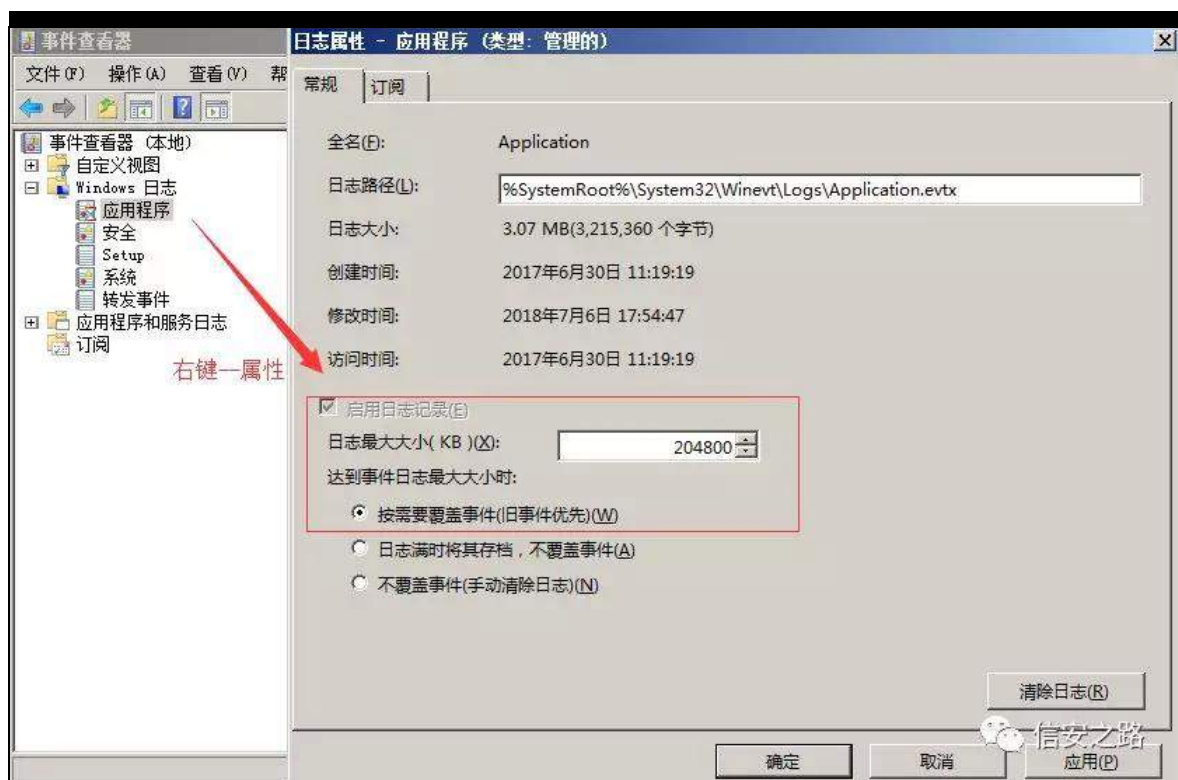 事件查看器
文件(F) 操作(A) 查看(V) 帮
事件查看器 (本地)
自定义视图
Windows 日志
应用程序
安全
Setup
系统
转发事件
应用程序和服务日志
订阅
右键—属性
日志属性 - 应用程序 (类型: 管理的)
常规 订阅
全名(F): Application
日志路径(L): %SystemRoot%\System32\Winevt\Logs\Application.evtx
日志大小: 3.07 MB(3,215,360 个字节)
创建时间: 2017年6月30日 11:19:19
修改时间: 2018年7月6日 17:54:47
访问时间: 2017年6月30日 11:19:19
启用日志记录(E)
日志最大大小( KB )(X): 204800
达到事件日志最大大小时:
按需要覆盖事件(旧事件优先)(W)
日志满时将其存档，不覆盖事件(A)
不覆盖事件(手动清除日志)(N)
清除日志(R)
信安之路
确定 取消 应用(P)